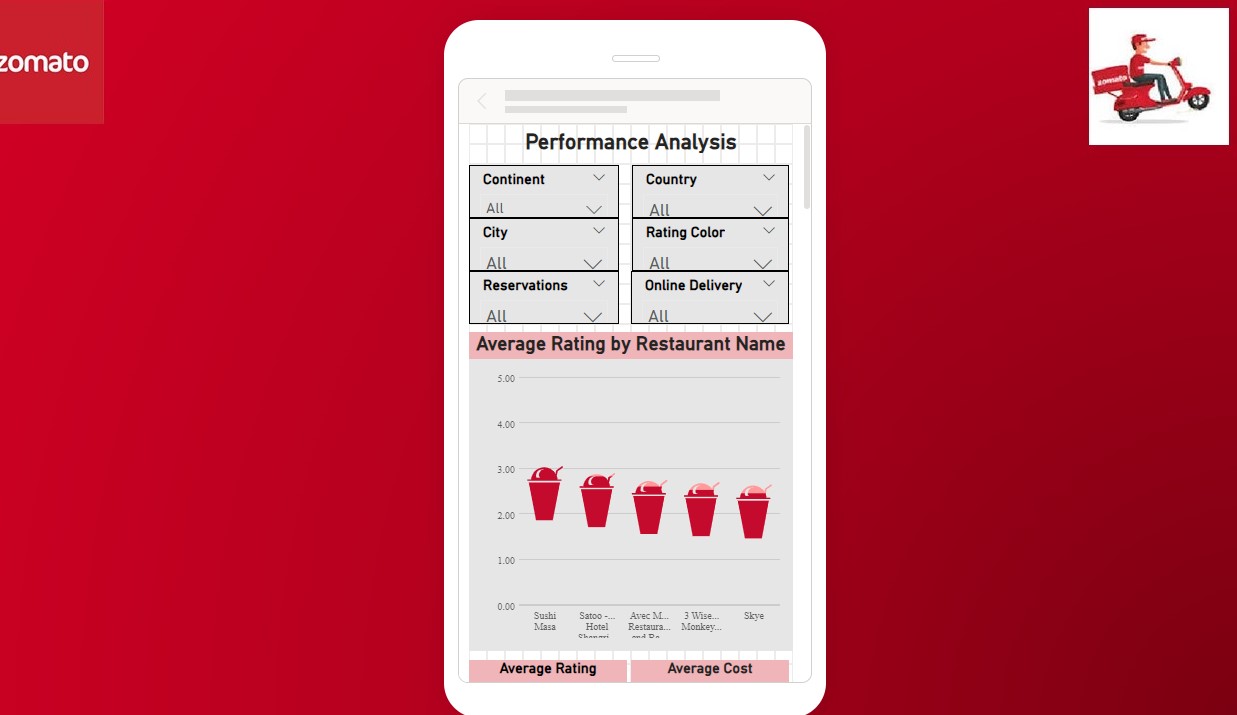 zomato
zomato
Performance Analysis
Continent
All
Country
All
City
All
Rating Color
All
Reservations
All
Online Delivery
All
Average Rating by Restaurant Name
5.00
4.00
3.00
2.00
1.00
0.00
Sushi
Masa
Satoo -...
Hotel
Shangri...
Avec M...
Restaura...
and Ba...
3 Wise...
Monkey...
Skye
Average Rating
Average Cost